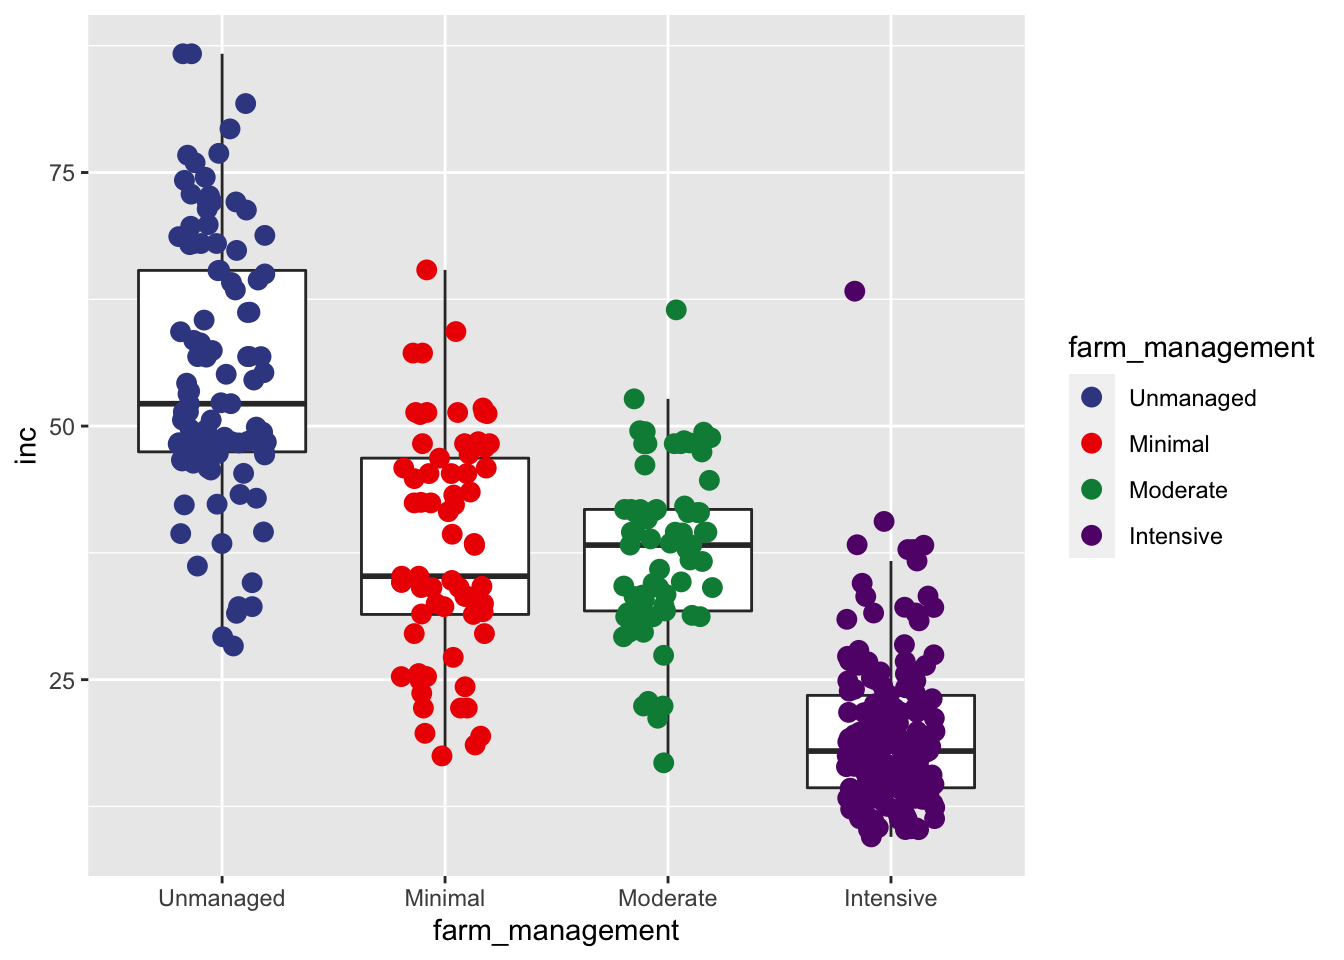 75
50
25
inc
Unmanaged
Minimal
Moderate
Intensive
farm_management
farm_management
Unmanaged
Minimal
Moderate
Intensive